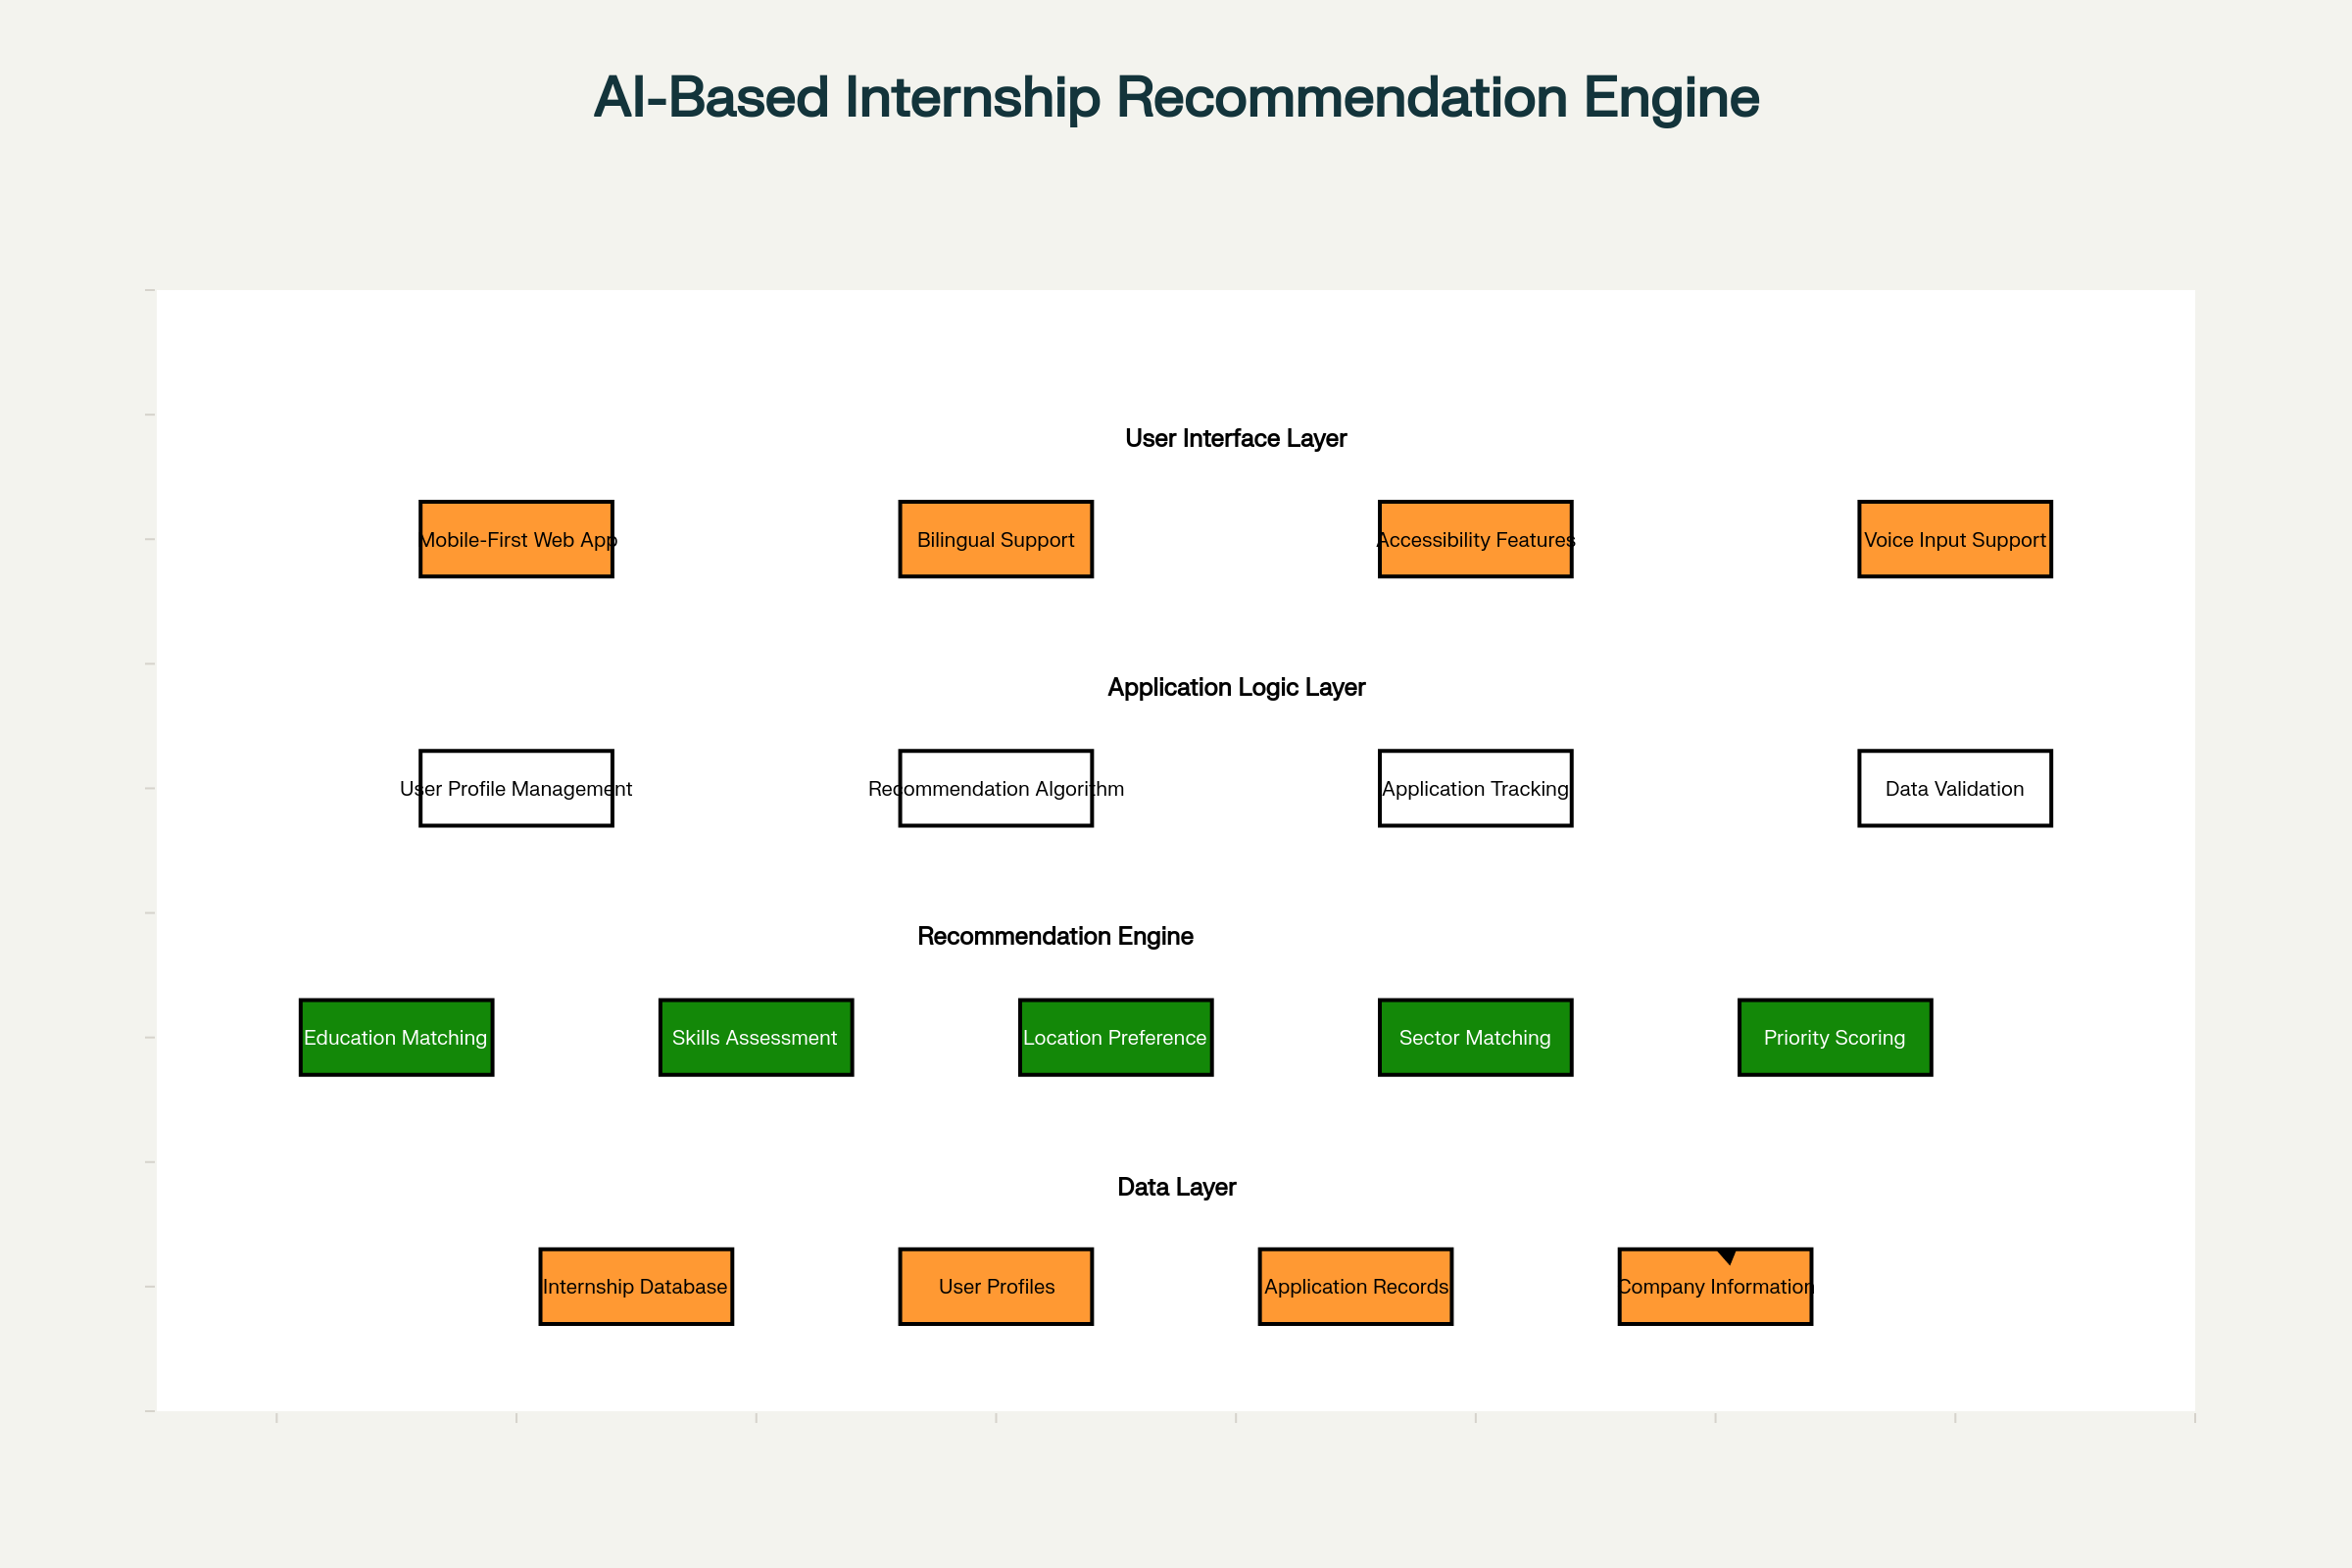 AI-Based Internship Recommendation Engine
User Interface Layer
Mobile-First Web App
Bilingual Support
Accessibility Features
Voice Input Support
Application Logic Layer
User Profile Management
Recommendation Algorithm
Application Tracking
Data Validation
Recommendation Engine
Education Matching
Skills Assessment
Location Preference
Sector Matching
Priority Scoring
Data Layer
Internship Database
User Profiles
Application Records
Company Information